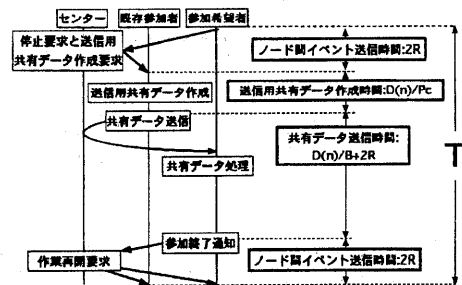 センター
既存参加者
参加希望者
停止要求と送信用
共有データ作成要求
ノード間イベント送信時間:2R
送信用共有データ作成
送信用共有データ作成時間:D(n)/Pc
共有データ送信
共有データ送信時間:
D(n)/B+2R
共有データ処理
T
参加終了通知
作業再開要求
ノード間イベント送信時間:2R